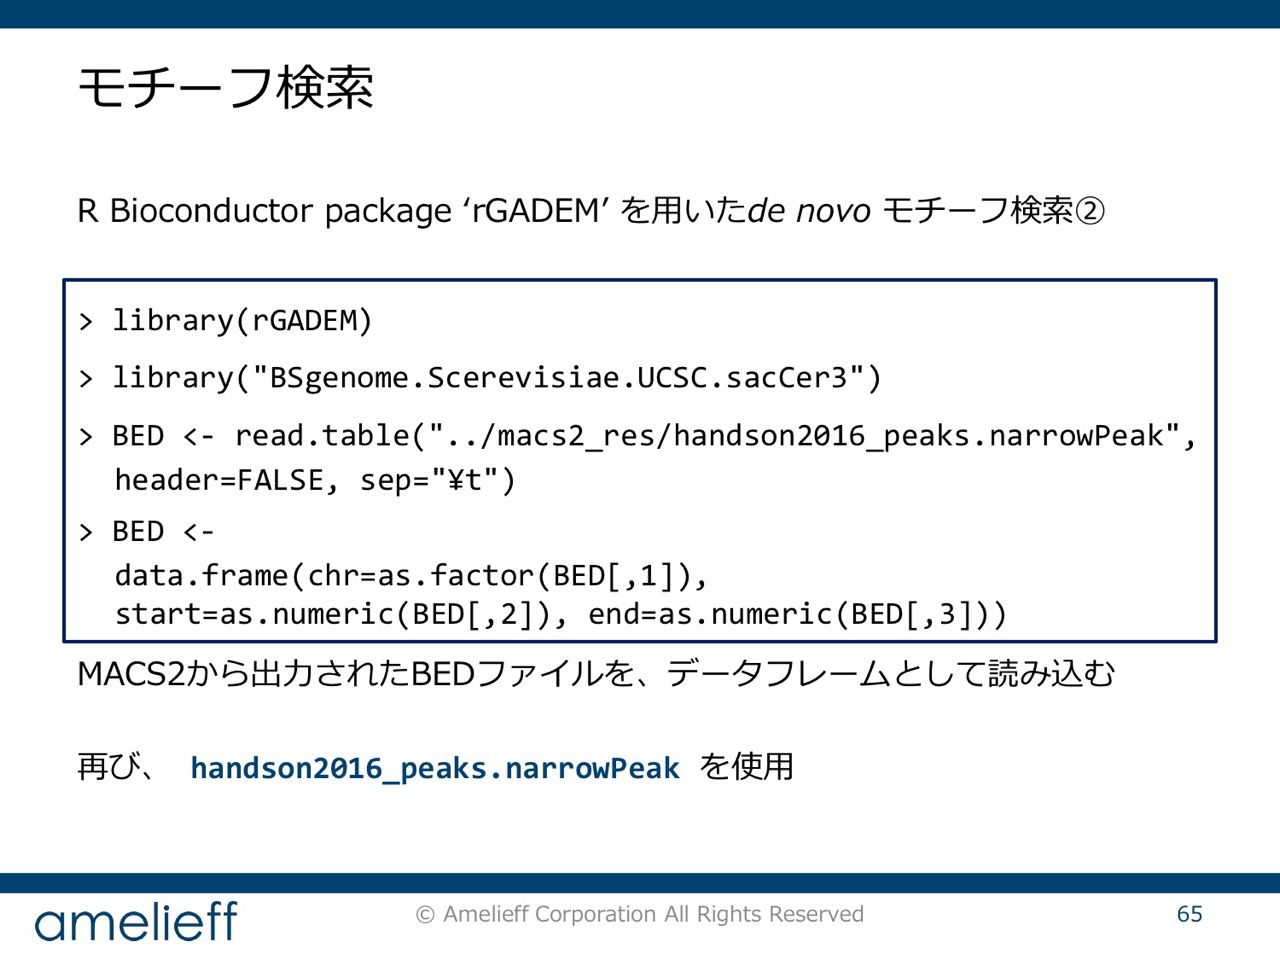 モチーフ検索
R Bioconductor package ‘rGADEM’ を用いたde novo モチーフ検索②
> library(rGADEM)
> library("BSgenome.Scerevisiae.UCSC.sacCer3")
> BED <- read.table("../macs2_res/handson2016_peaks.narrowPeak",
header=FALSE, sep="¥t")
> BED <-
data.frame(chr=as.factor(BED[,1]),
start=as.numeric(BED[,2]), end=as.numeric(BED[,3]))
MACS2から出力されたBEDファイルを、データフレームとして読み込む
再び、 handson2016_peaks.narrowPeak を使用
amelieff
© Amelieff Corporation All Rights Reserved
65